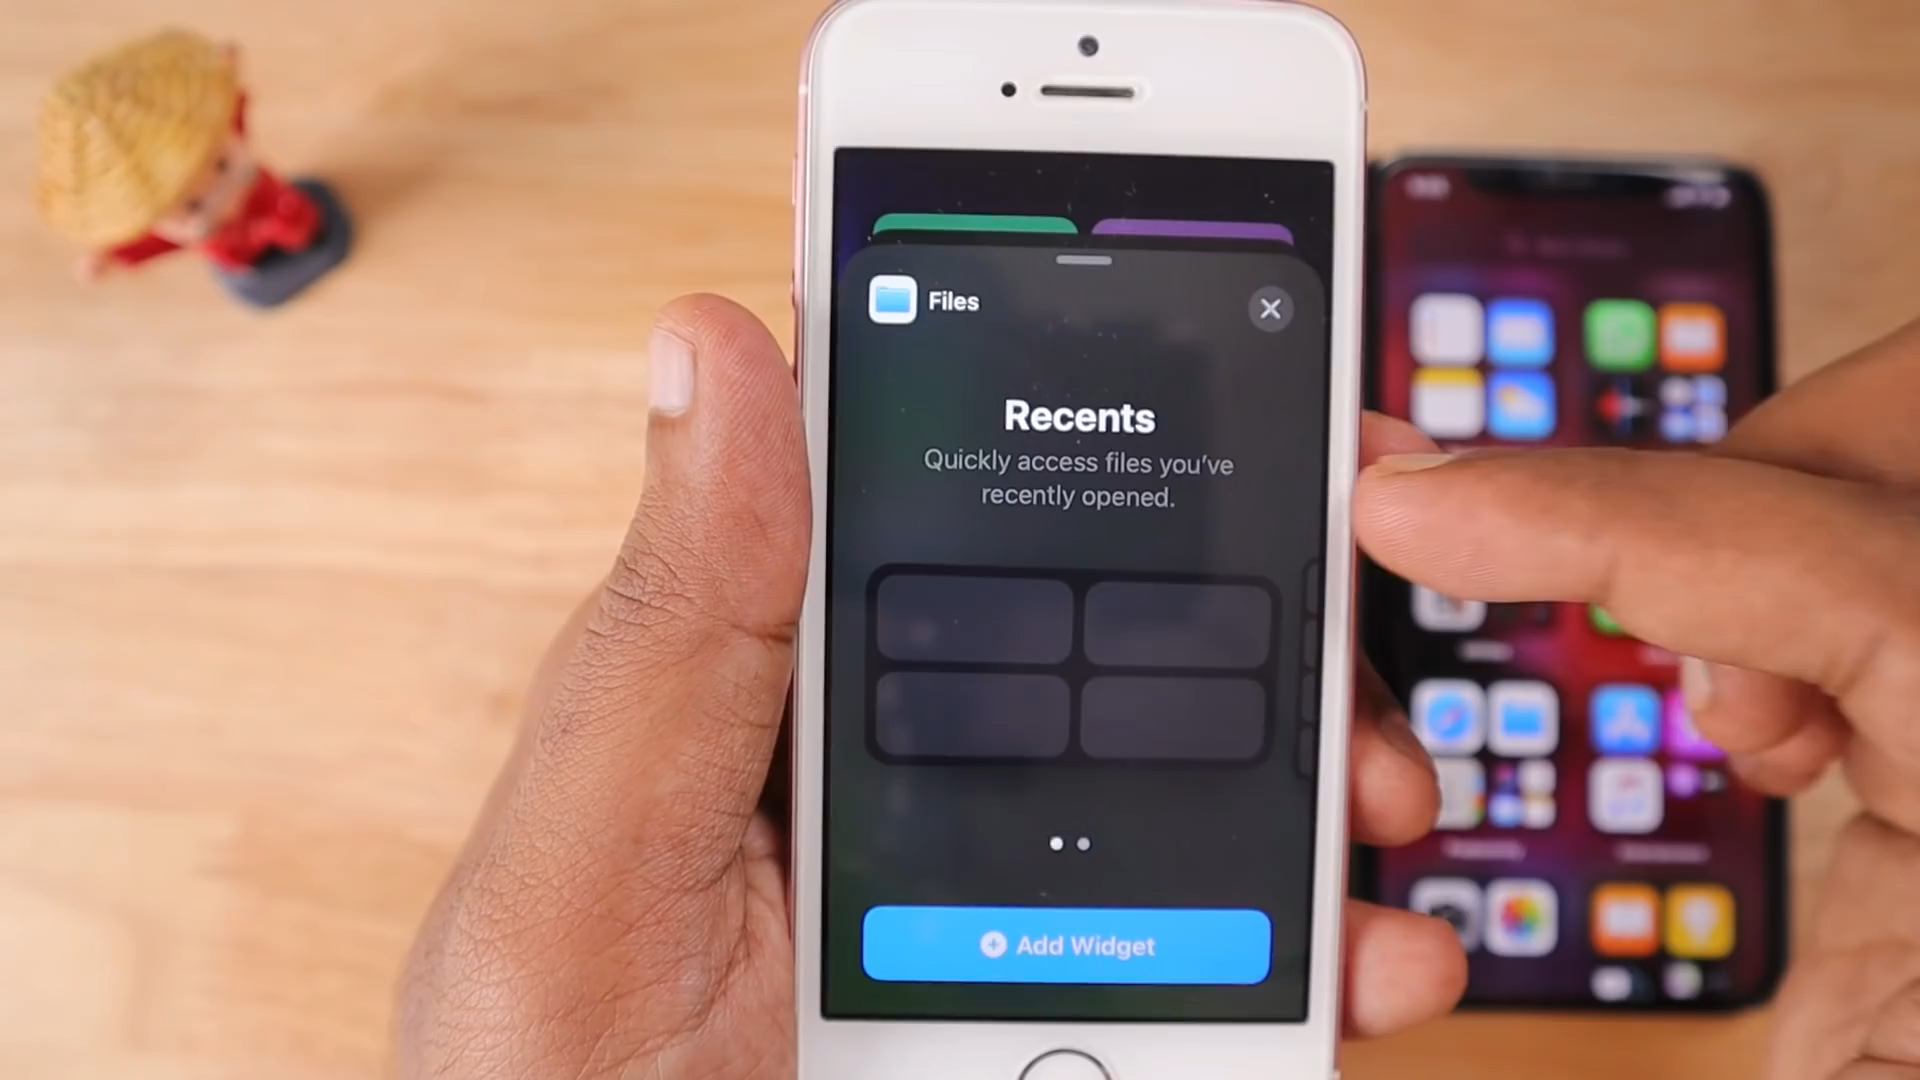 Files
Recents
Quickly access files you've
recently opened.
Add Widget